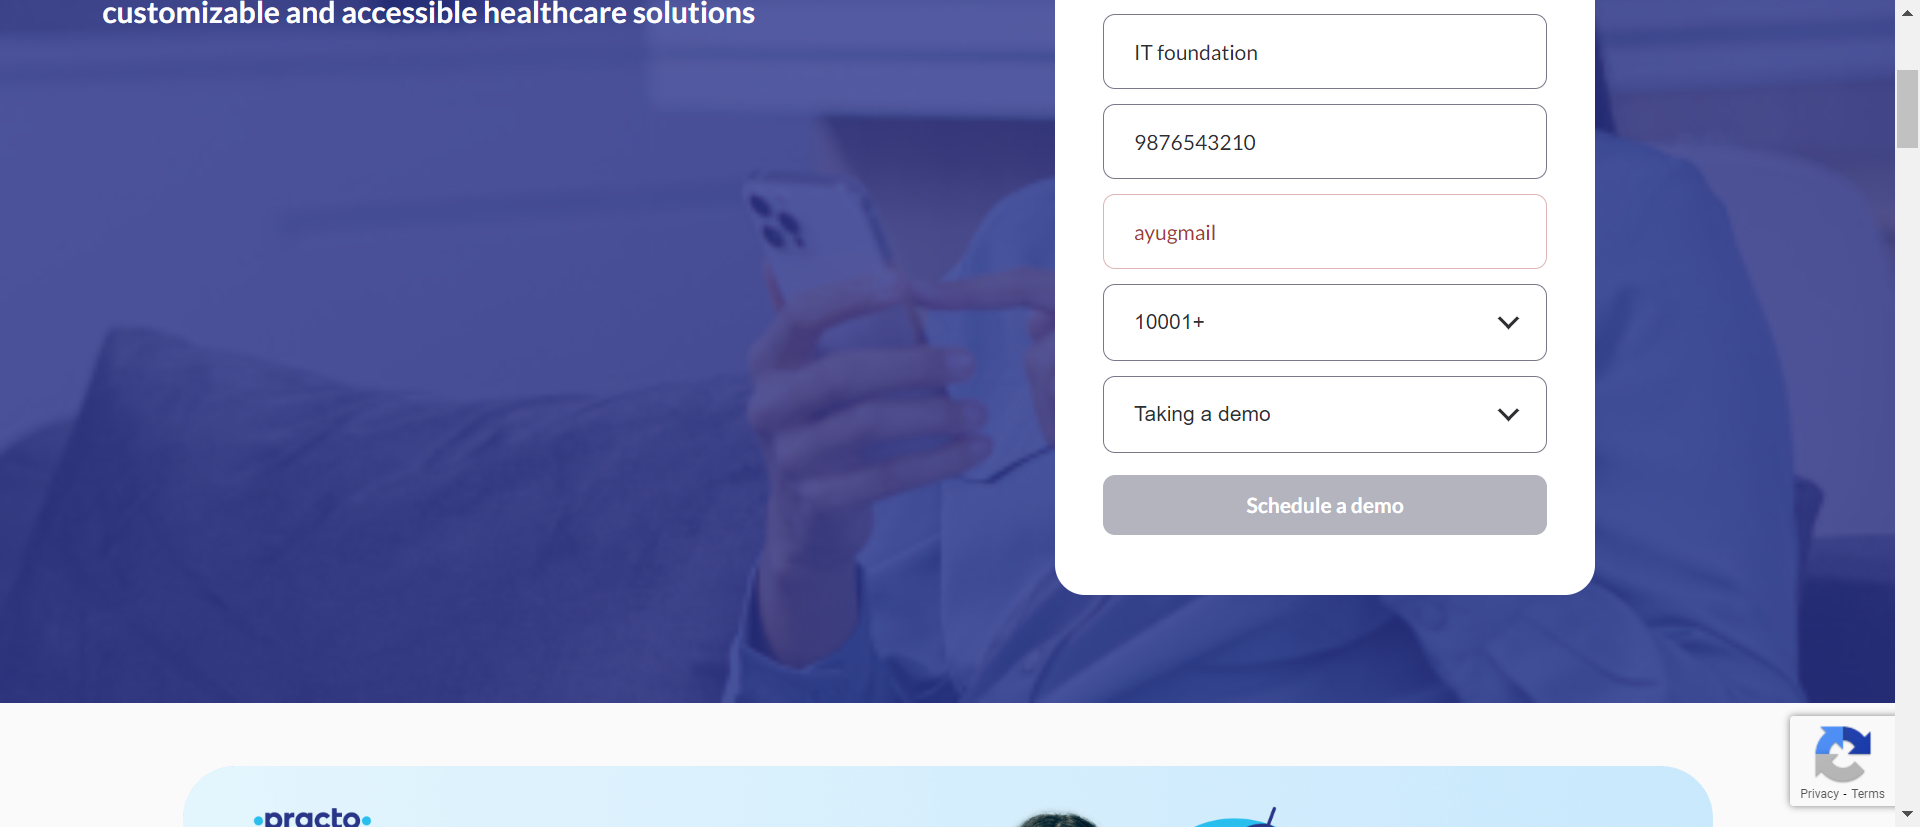 customizable and accessible healthcare solutions
IT foundation
9876543210
ayugmail
10001+
Taking a demo
Schedule a demo
Privacy - Terms
practo